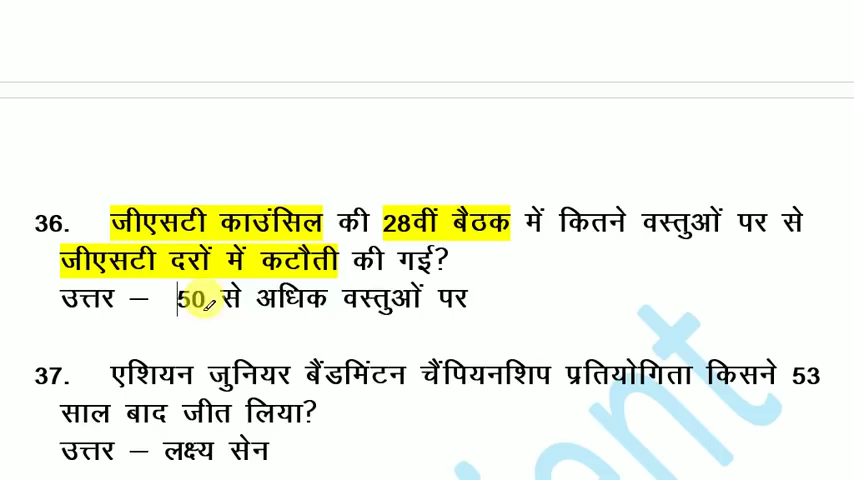 36. जीएसटी काउंसिल की 28वीं बैठक में कितने वस्तुओं पर से
जीएसटी दरों में कटौती की गई?
उत्तर – 50 से अधिक वस्तुओं पर
37. एशियन जुनियर बैंडमिंटन चैंपियनशिप प्रतियोगिता किसने 53
साल बाद जीत लिया?
उत्तर – लक्ष्य सेन